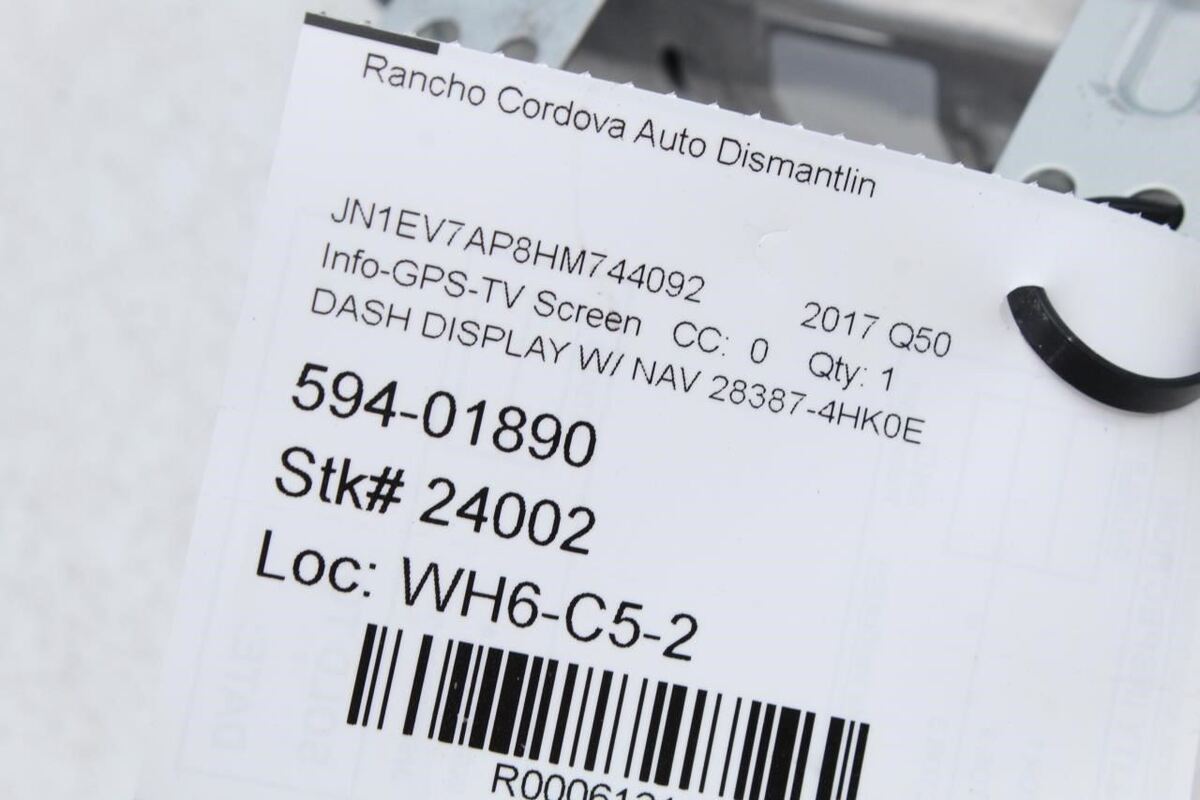 Rancho Cordova Auto Dismantlin
JN1EV7AP8HM744092 2017 Q50
Info-GPS-TV Screen CC: 0 Qty: 1
DASH DISPLAY W/ NAV 28387-4HK0E
594-01890
Stk# 24002
Loc: WH6-C5-2